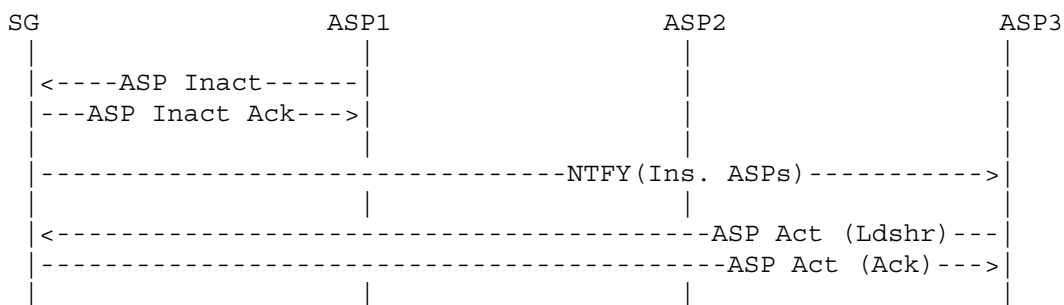 SG ASP1 ASP2 ASP3
<----ASP Inact------
---ASP Inact Ack--->
---------------------------------NTFY(Ins. ASPs)----------->
<------------------------------------------ASP Act (Ldshr)---
-------------------------------------------ASP Act (Ack)--->